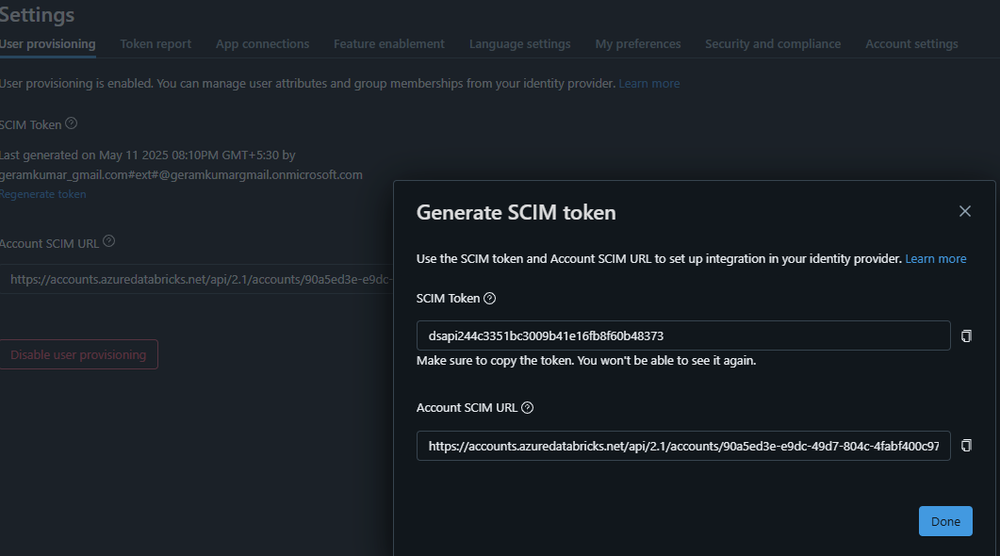 Settings
User provisioning Token report App connections Feature enablement Language settings My preferences Security and compliance Account settings
User provisioning is enabled. You can manage user attributes and group memberships from your identity provider. Learn more
SCIM Token
Last generated on May 11 2025 08:10PM GMT+5:30 by
geramkumar_gmail.com#ext#@geramkumargmail.onmicrosoft.com
Regenerate token
Account SCIM URL
https://accounts.azuredatabricks.net/api/2.1/accounts/90a5ed3e-e9dc-
Disable user provisioning
Generate SCIM token
Use the SCIM token and Account SCIM URL to set up integration in your identity provider. Learn more
SCIM Token
dsapi244c3351bc3009b41e16fb8f60b48373
Make sure to copy the token. You won't be able to see it again.
Account SCIM URL
https://accounts.azuredatabricks.net/api/2.1/accounts/90a5ed3e-e9dc-49d7-804c-4fabf400c97
Done